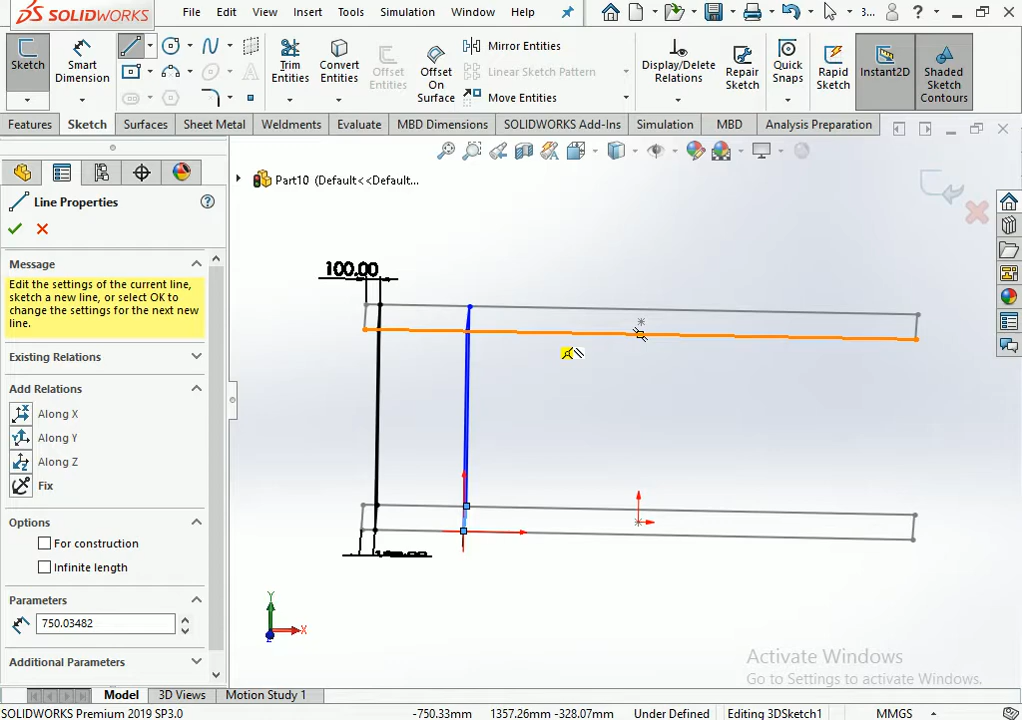 SOLIDWORKS File Edit View Insert Tools Simulation Window Help 3... ?
Sketch Smart Dimension Trim Entities Convert Entities Offset Entities Offset On Surface Mirror Entities Linear Sketch Pattern Move Entities Display/Delete Relations Repair Sketch Quick Snaps Rapid Sketch Instant2D Shaded Sketch Contours
Features Sketch Surfaces Sheet Metal Weldments Evaluate MBD Dimensions SOLIDWORKS Add-Ins Simulation MBD Analysis Preparation
Part10 (Default<<Default...
Line Properties
Message
Edit the settings of the current line,
sketch a new line, or select OK to
change the settings for the next new
line.
Existing Relations
Add Relations
Along X
Along Y
Along Z
Fix
Options
For construction
Infinite length
Parameters
750.03482
Additional Parameters
100.00
Y
X
Z
Activate Windows
Go to Settings to activate Windows.
Model 3D Views Motion Study 1
SOLIDWORKS Premium 2019 SP3.0 -750.33mm 1357.26mm -328.07mm Under Defined Editing 3DSketch1 MMGS